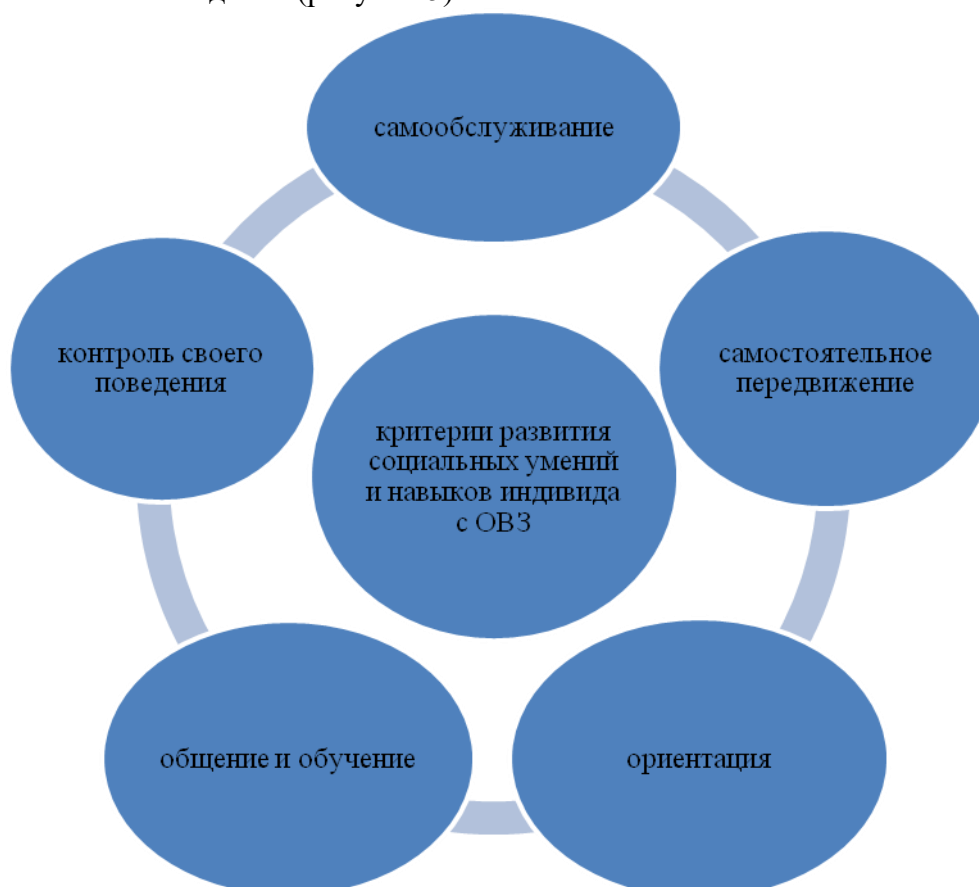 самообслуживание
самостоятельное
передвижение
ориентация
общение и обучение
контроль своего
поведения
критерии развития
социальных умений
и навыков индивида
с ОВЗ